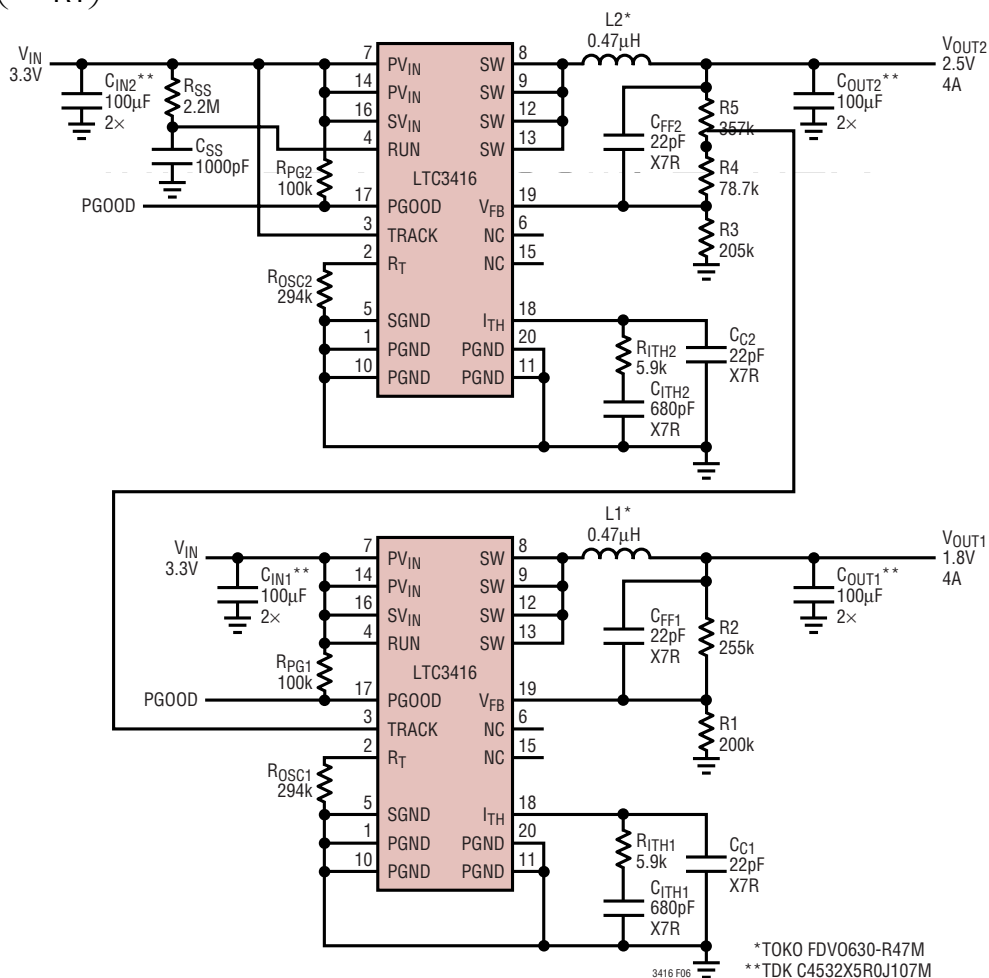 L2*
0.47µH
VIN
3.3V
CIN2**
100µF
2×
RSS
2.2M
CSS
1000pF
RPG2
100k
PGOOD
7 PVIN SW 8
14 PVIN SW 9
16 SVIN SW 12
4 RUN SW 13
LTC3416
17 PGOOD VFB 19
3 TRACK NC 6
2 RT NC 15
5 SGND ITH 18
1 PGND PGND 20
10 PGND PGND 11
ROSC2
294k
CFF2
22pF
X7R
R5
357k
R4
78.7k
R3
205k
COUT2**
100µF
2×
VOUT2
2.5V
4A
RITH2
5.9k
CITH2
680pF
X7R
CC2
22pF
X7R
L1*
0.47µH
VIN
3.3V
CIN1**
100µF
2×
RPG1
100k
PGOOD
7 PVIN SW 8
14 PVIN SW 9
16 SVIN SW 12
4 RUN SW 13
LTC3416
17 PGOOD VFB 19
3 TRACK NC 6
2 RT NC 15
5 SGND ITH 18
1 PGND PGND 20
10 PGND PGND 11
ROSC1
294k
CFF1
22pF
X7R
R2
255k
R1
200k
COUT1**
100µF
2×
VOUT1
1.8V
4A
RITH1
5.9k
CITH1
680pF
X7R
CC1
22pF
X7R
3416 F06
*TOKO FDVO630-R47M
**TDK C4532X5R0J107M